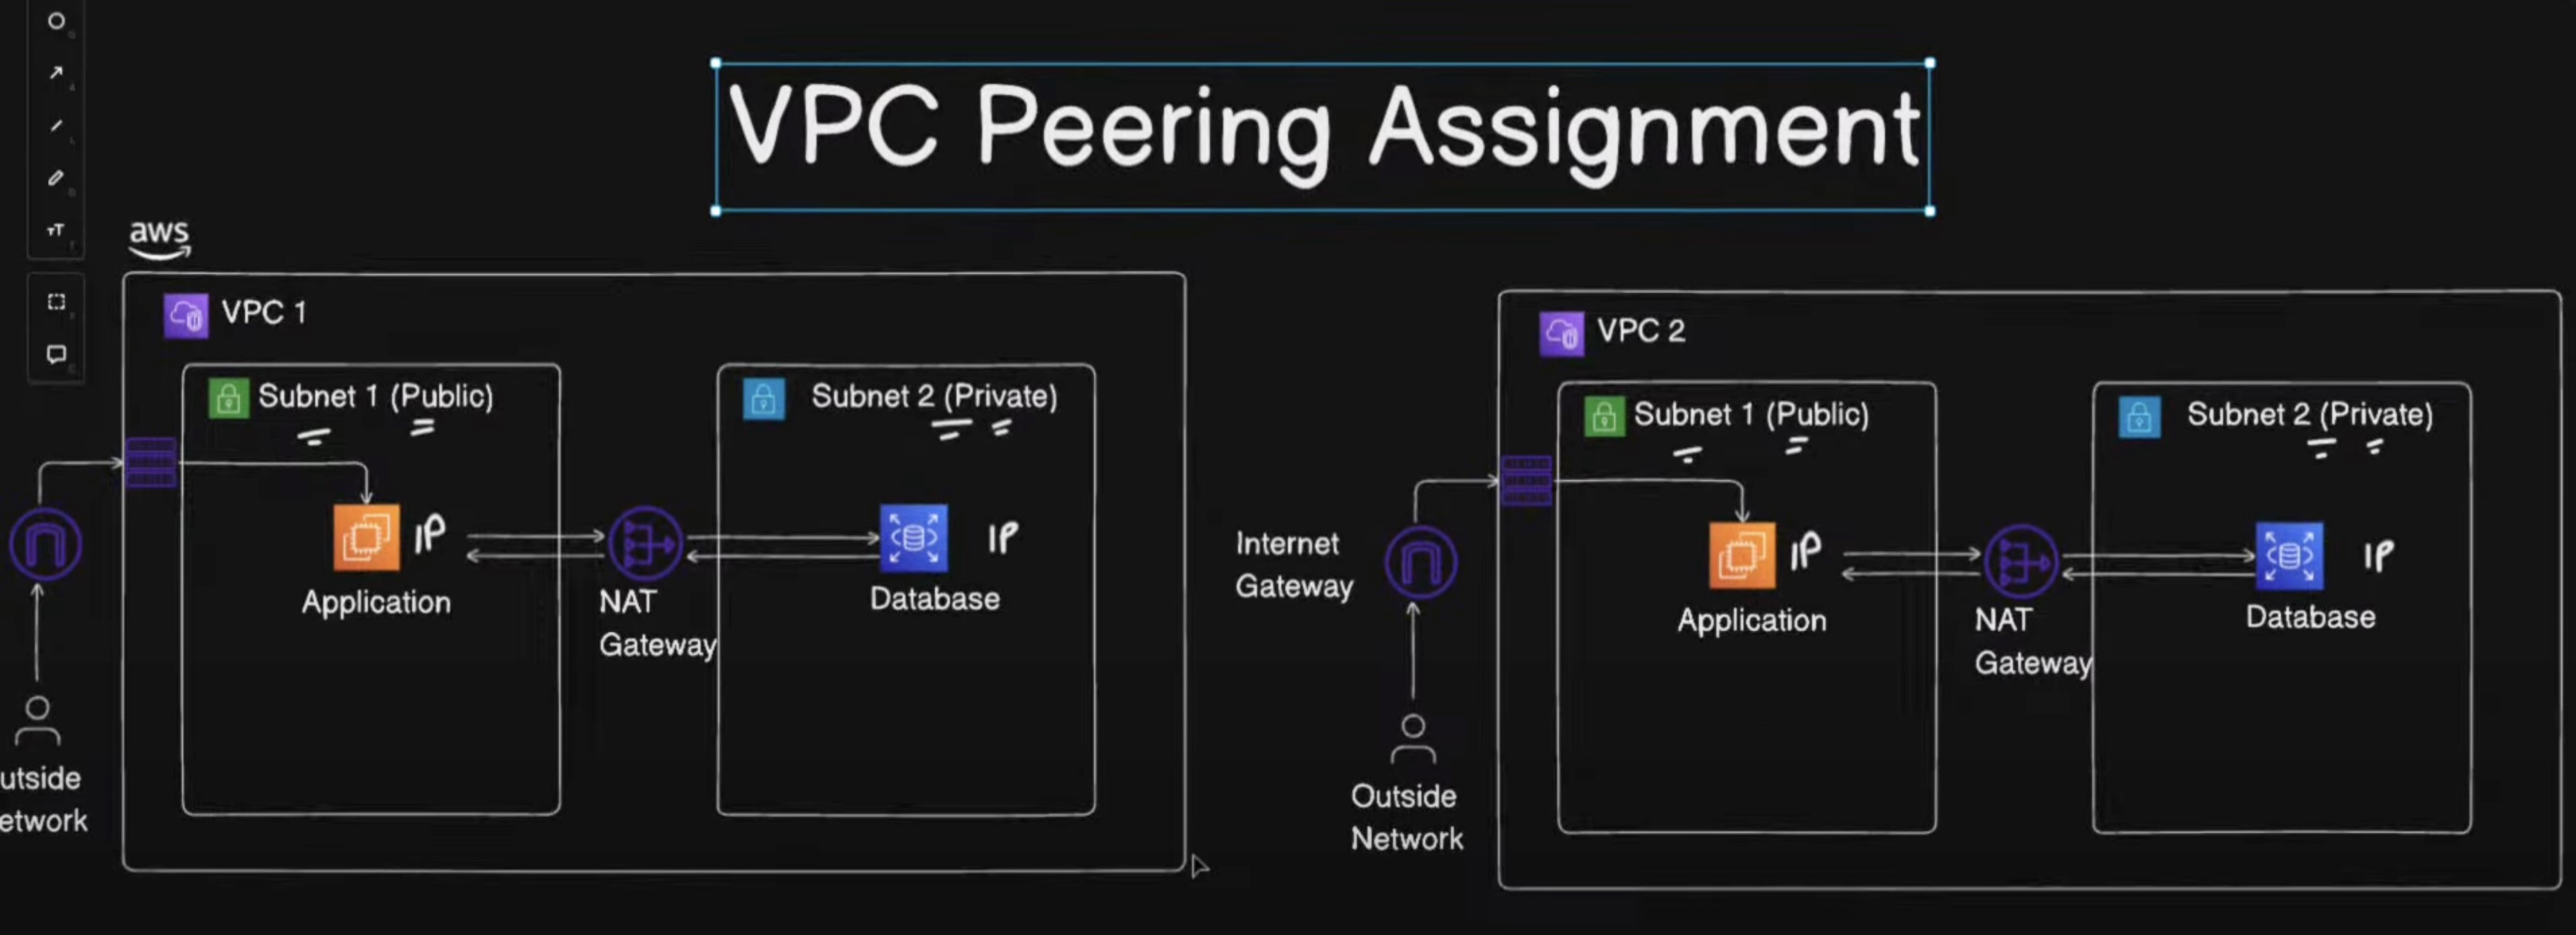 VPC Peering Assignment
aws
VPC 1
Subnet 1 (Public)
Subnet 2 (Private)
IP
IP
Application
NAT
Gateway
Database
utside
etwork
VPC 2
Subnet 1 (Public)
Subnet 2 (Private)
Internet
Gateway
IP
IP
Application
NAT
Gateway
Database
Outside
Network